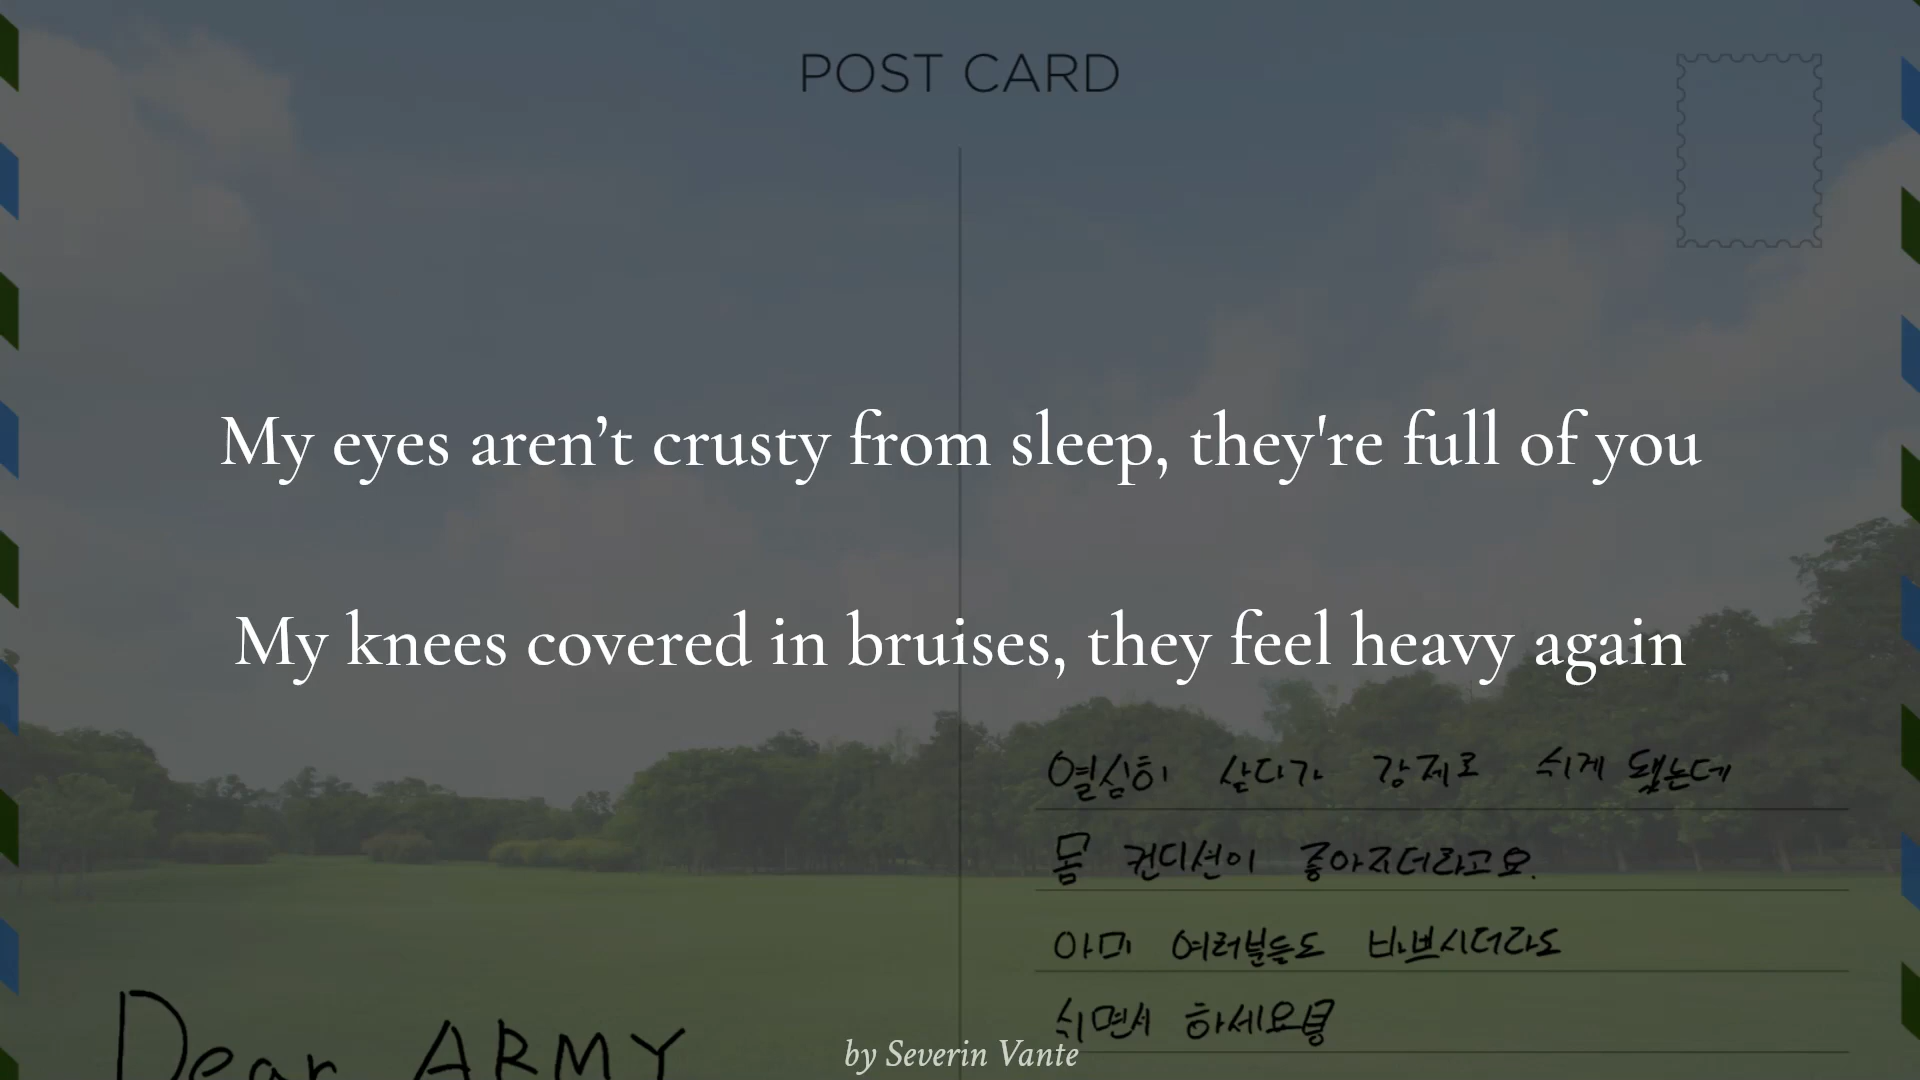 POST CARD
My eyes aren’t crusty from sleep, they're full of you
My knees covered in bruises, they feel heavy again
열심히 살다가 강제로 쉬게 됐는데
몸 컨디션이 좋아지더라고요.
아미 여러분들도 바쁘시더라도
쉬면서 하세요
Dear ARMY
by Severin Vante